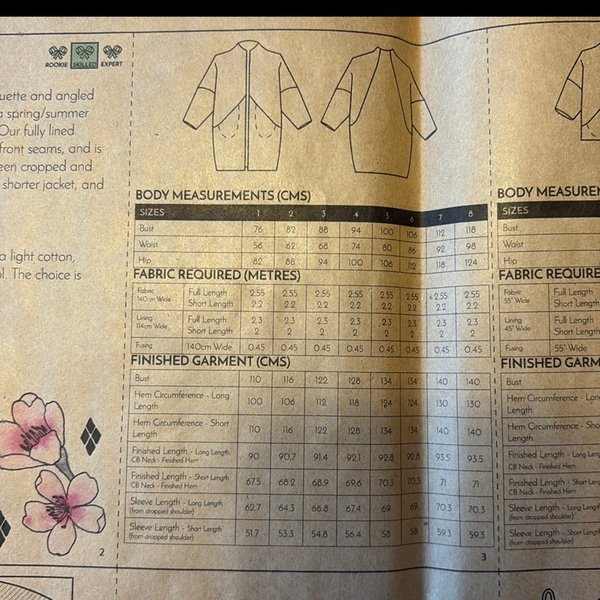 ROOKIE SKILLED EXPERT
uette and angled
a spring/summer
Our fully lined
front seams, and is
een cropped and
shorter jacket, and
a light cotton,
ol. The choice is
2
BODY MEASUREMENTS (CMS)
SIZES 1 2 3 4 5 6 7 8
Bust 76 82 88 94 100 106 112 118
Waist 56 62 68 74 80 86 92 98
Hip 82 88 94 100 106 112 118 124
FABRIC REQUIRED (METRES)
Fabric 140cm Wide
Full Length 2.55 2.55 2.55 2.55 2.55 2.55 2.55 2.55
Short Length 2.2 2.2 2.2 2.2 2.2 2.2 2.2 2.2
Lining 114cm Wide
Full Length 2.3 2.3 2.3 2.3 2.3 2.3 2.3 2.3
Short Length 2 2 2 2 2 2 2 2
Fusing 140cm Wide 0.45 0.45 0.45 0.45 0.45 0.45 0.45 0.45
FINISHED GARMENT (CMS)
Bust 110 116 122 128 134 134 140 140
Hem Circumference - Long
Length 100 106 112 118 124 124 130 130
Hem Circumference - Short
Length 110 116 122 128 134 134 140 140
Finished Length - Long Length
CB Neck - Finished Hem 90 90.7 91.4 92.1 92.8 92.8 93.5 93.5
Finished Length - Short Length
CB Neck - Finished Hem 67.5 68.2 68.9 69.6 70.3 70.3 71 71
Sleeve Length - Long Length
(from dropped shoulder) 62.7 64.3 66.8 67.4 69 69 70.3 70.3
Sleeve Length - Short Length
(from dropped shoulder) 51.7 53.3 54.8 56.4 58 58 59.3 59.3
3
BODY MEASUREMEN
SIZES
Bust
Waist
Hip
FABRIC REQUIRE
Fabric 55" Wide
Full Length
Short Length
Lining 45" Wide
Full Length
Short Length
Fusing 55" Wide
FINISHED GARM
Bust
Hem Circumference - Lon
Length
Hem Circumference - Sho
Length
Finished Length - Long Leng
CB Neck - Finished Hem
Finished Length - Short Leng
CB Neck - Finished Hem
Sleeve Length - Long Leng
(from dropped shoulder)
Sleeve Length - Short Leng
(from dropped shoulder)